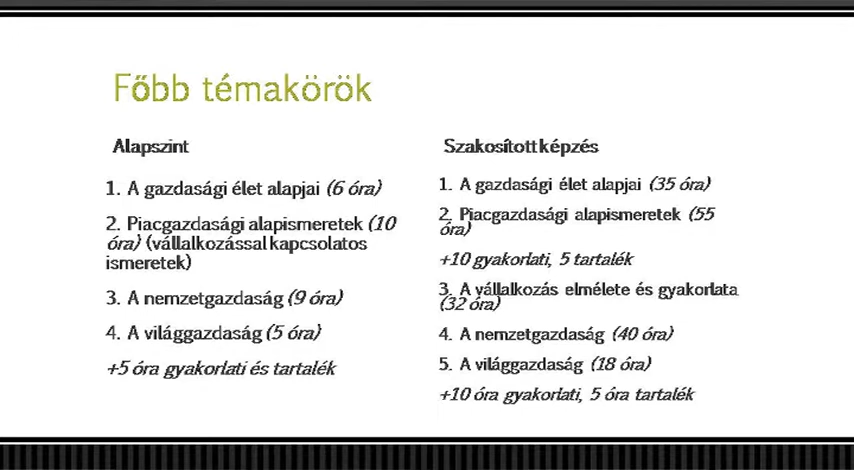 Főbb témakörök
Alapszint
1. A gazdasági élet alapjai (6 óra)
2. Piacgazdasági alapismeretek (10
óra) (vállalkozással kapcsolatos
ismeretek)
3. A nemzetgazdaság (9 óra)
4. A világgazdaság (5 óra)
+5 óra gyakorlati és tartalék
Szakosított képzés
1. A gazdasági élet alapjai (35 óra)
2. Piacgazdasági alapismeretek (55
óra)
+10 gyakorlati, 5 tartalék
3. A vállalkozás elmélete és gyakorlata
(32 óra)
4. A nemzetgazdaság (40 óra)
5. A világgazdaság (18 óra)
+10 óra gyakorlati, 5 óra tartalék